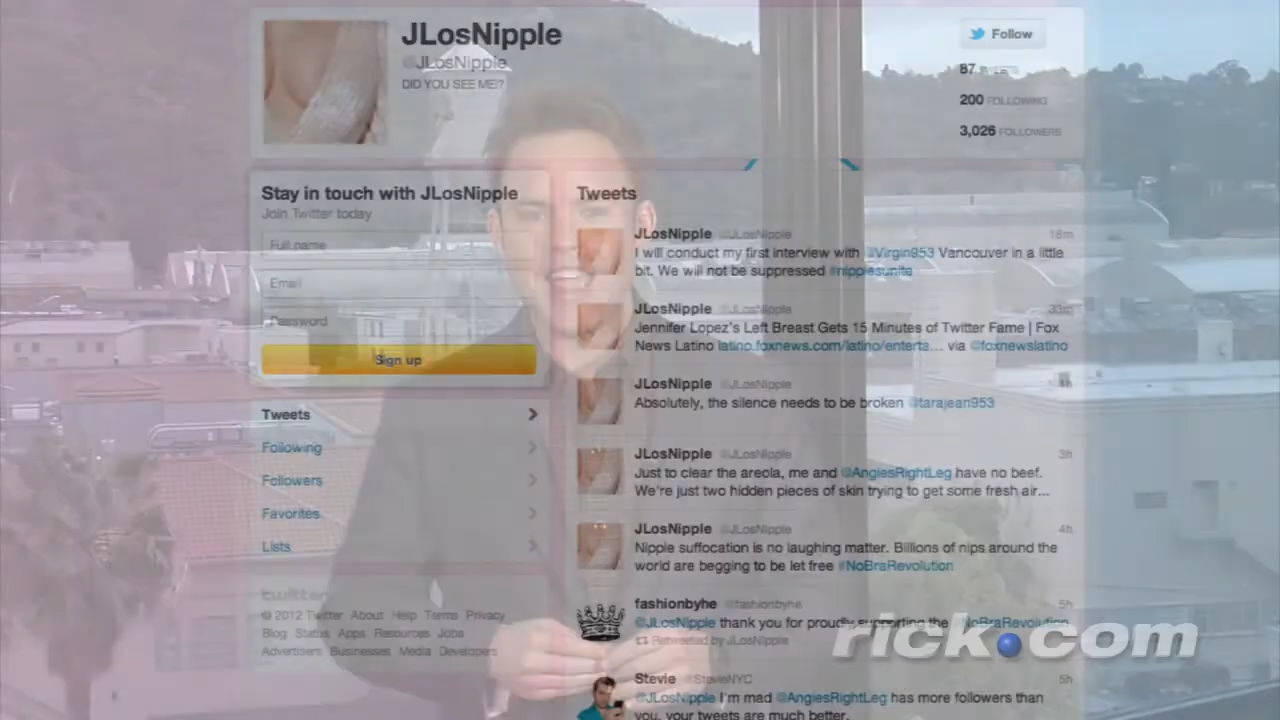 JLosNipple
@JLosNipple
DID YOU SEE ME!?
Follow
87 TWEETS
200 FOLLOWING
3,026 FOLLOWERS
Stay in touch with JLosNipple
Join Twitter today
Full name
Email
Password
Sign up
Tweets
Following
Followers
Favorites
Lists
twitter
© 2012 Twitter About Help Terms Privacy
Blog Status Apps Resources Jobs
Advertisers Businesses Media Developers
Tweets
JLosNipple @JLosNipple 18m
I will conduct my first interview with @Virgin953 Vancouver in a little
bit. We will not be suppressed #nipplesunite
JLosNipple @JLosNipple 33m
Jennifer Lopez's Left Breast Gets 15 Minutes of Twitter Fame | Fox
News Latino latino.foxnews.com/latino/enterta... via @foxnewslatino
JLosNipple @JLosNipple
Absolutely, the silence needs to be broken @tarajean953
JLosNipple @JLosNipple 3h
Just to clear the areola, me and @AngiesRightLeg have no beef.
We're just two hidden pieces of skin trying to get some fresh air...
JLosNipple @JLosNipple 4h
Nipple suffocation is no laughing matter. Billions of nips around the
world are begging to be let free #NoBraRevolution
fashionbyhe @fashionbyhe 5h
@JLosNipple thank you for proudly supporting the #NoBraRevolution
Retweeted by JLosNipple
Stevie @StevieNYC 5h
@JLosNipple I'm mad @AngiesRightLeg has more followers than
you, your tweets are much better.
rick.com